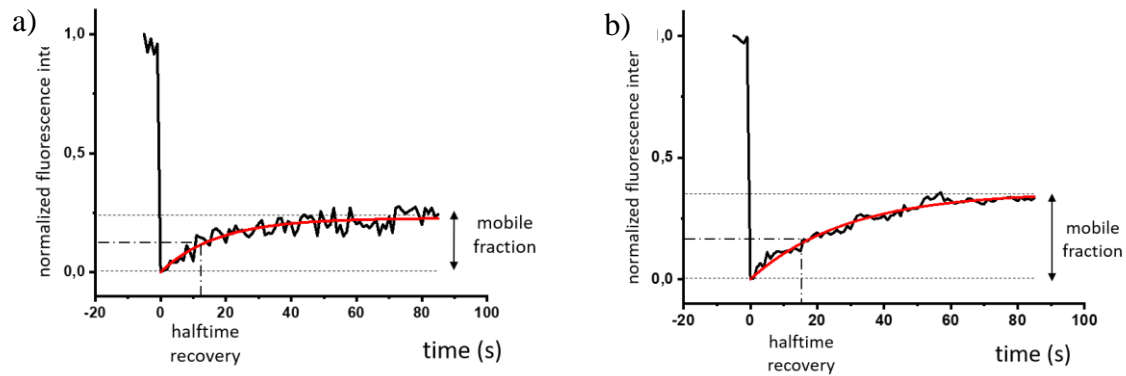 a)
normalized fluorescence inte
1,0
0,5
0,0
-20
0
20
40
60
80
100
halftime
recovery
time (s)
mobile
fraction
b)
normalized fluorescence inter
1,0
0,5
0,0
-20
0
20
40
60
80
100
halftime
recovery
time (s)
mobile
fraction